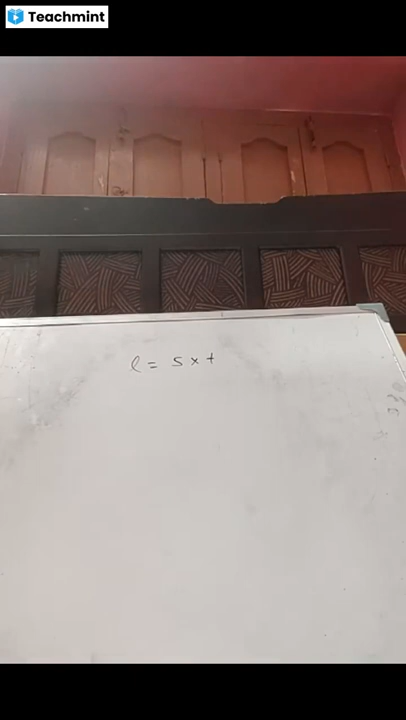 Teachmint
l = s x t